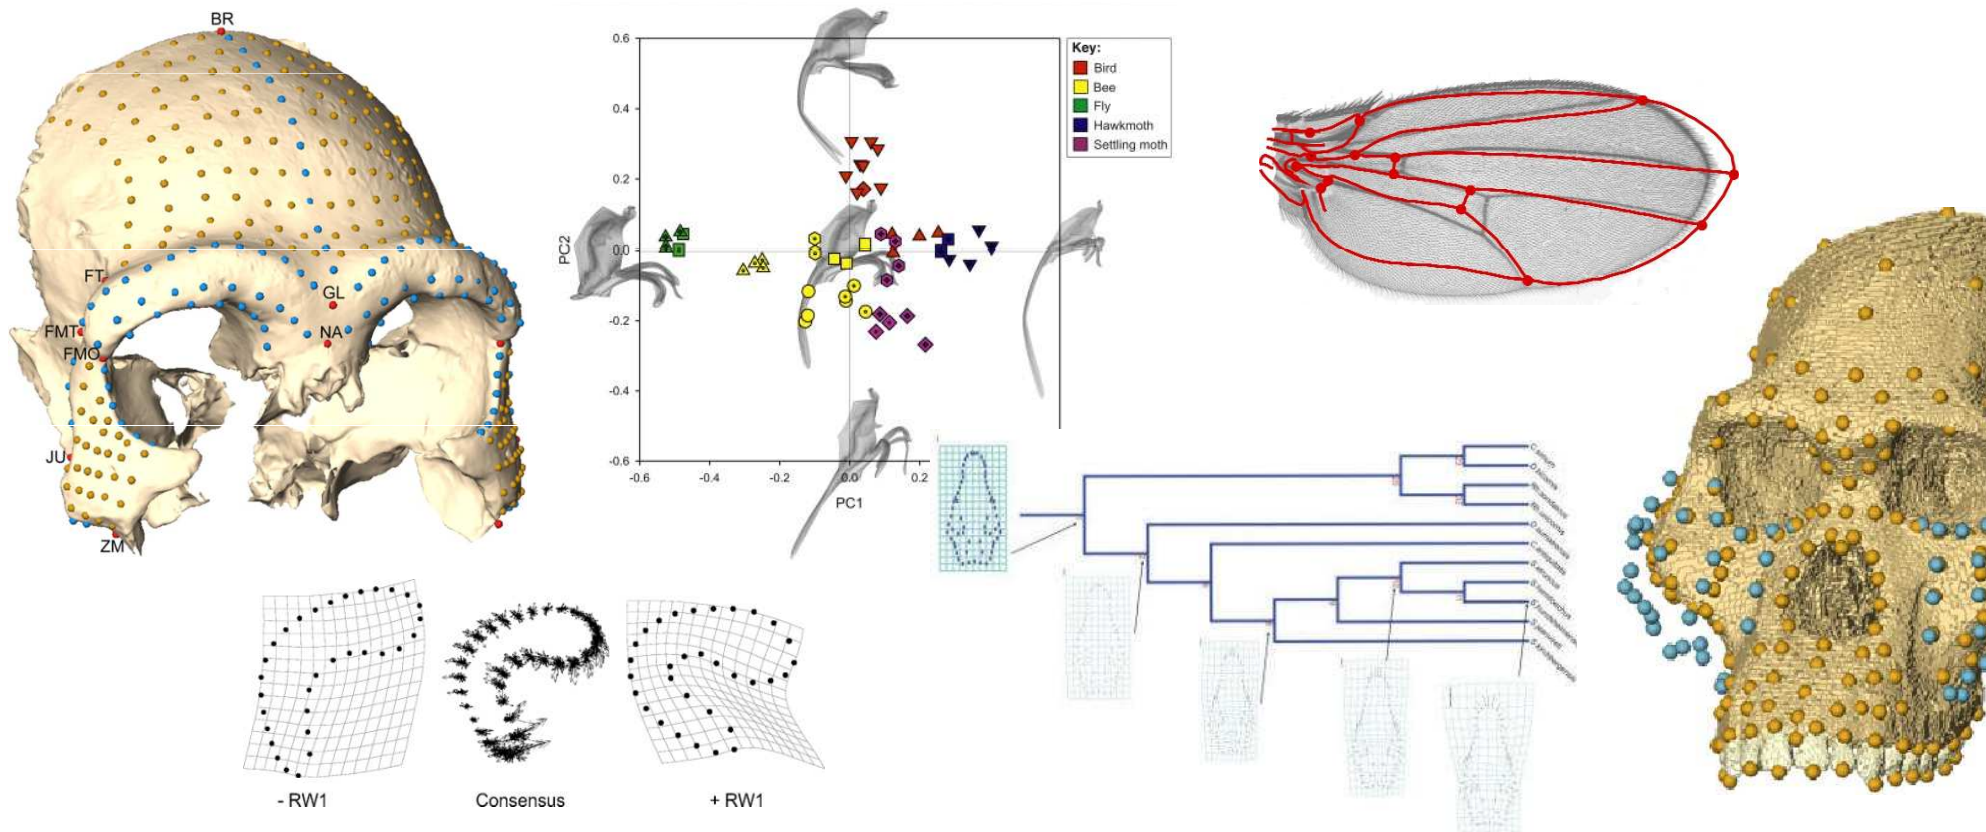 BR
FT
GL
FMT
NA
FMO
JU
ZM
0.6
0.4
0.2
0.0
-0.2
-0.4
-0.6
PC2
-0.6
-0.4
-0.2
0.0
0.2
PC1
Key:
Bird
Bee
Fly
Hawkmoth
Settling moth
- RW1
Consensus
+ RW1